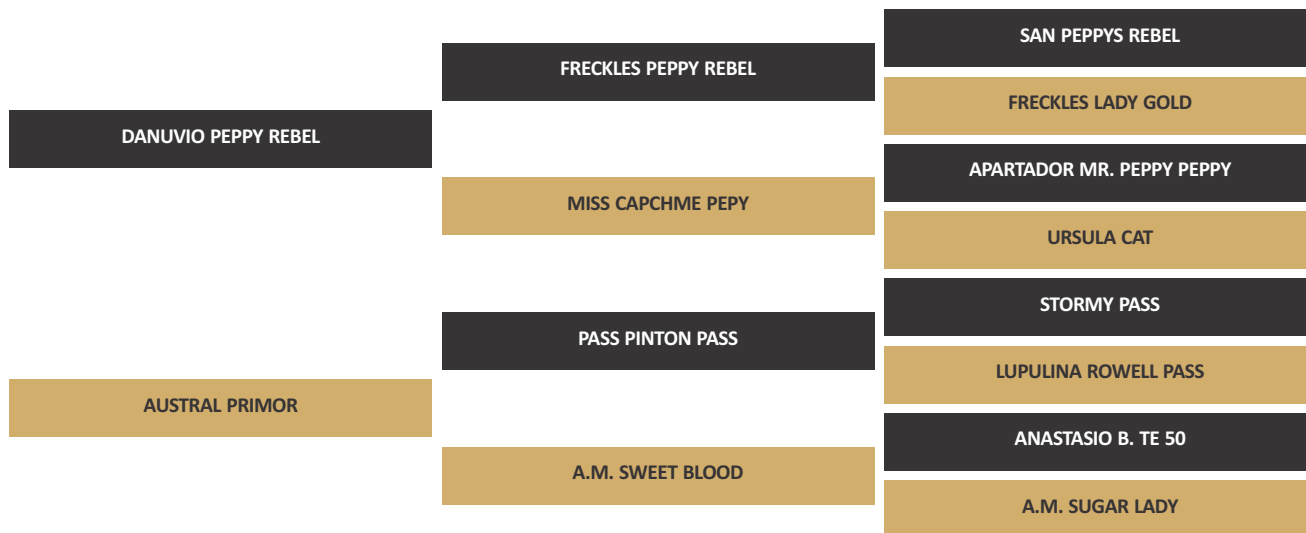 SAN PEPPYS REBEL
FRECKLES PEPPY REBEL
FRECKLES LADY GOLD
DANUVIO PEPPY REBEL
APARTADOR MR. PEPPY PEPPY
MISS CAPCHME PEPY
URSULA CAT
STORMY PASS
PASS PINTON PASS
LUPULINA ROWELL PASS
AUSTRAL PRIMOR
ANASTASIO B. TE 50
A.M. SWEET BLOOD
A.M. SUGAR LADY